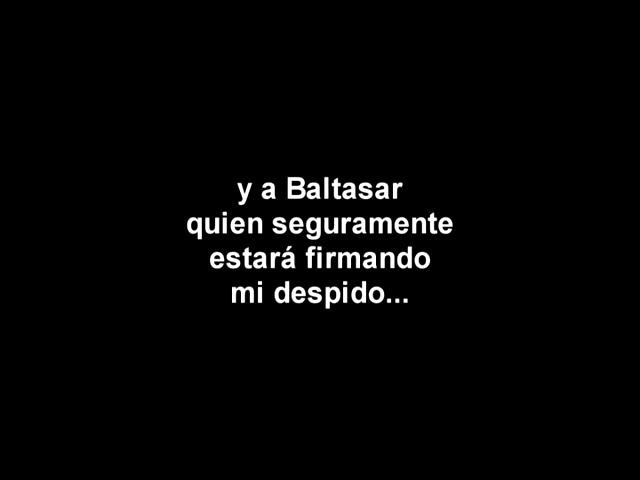 y a Baltasar
quien seguramente
estará firmando
mi despido...